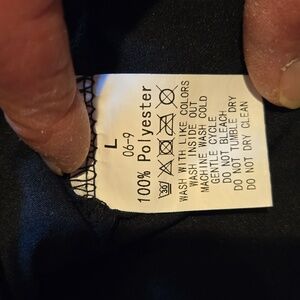 L
06-9
100% Polyester
WASH WITH LIKE COLORS
WASH INSIDE OUT
MACHINE WASH COLD
GENTLE CYCLE
DO NOT BLEACH
DO NOT TUMBLE DRY
DO NOT DRY CLEAN